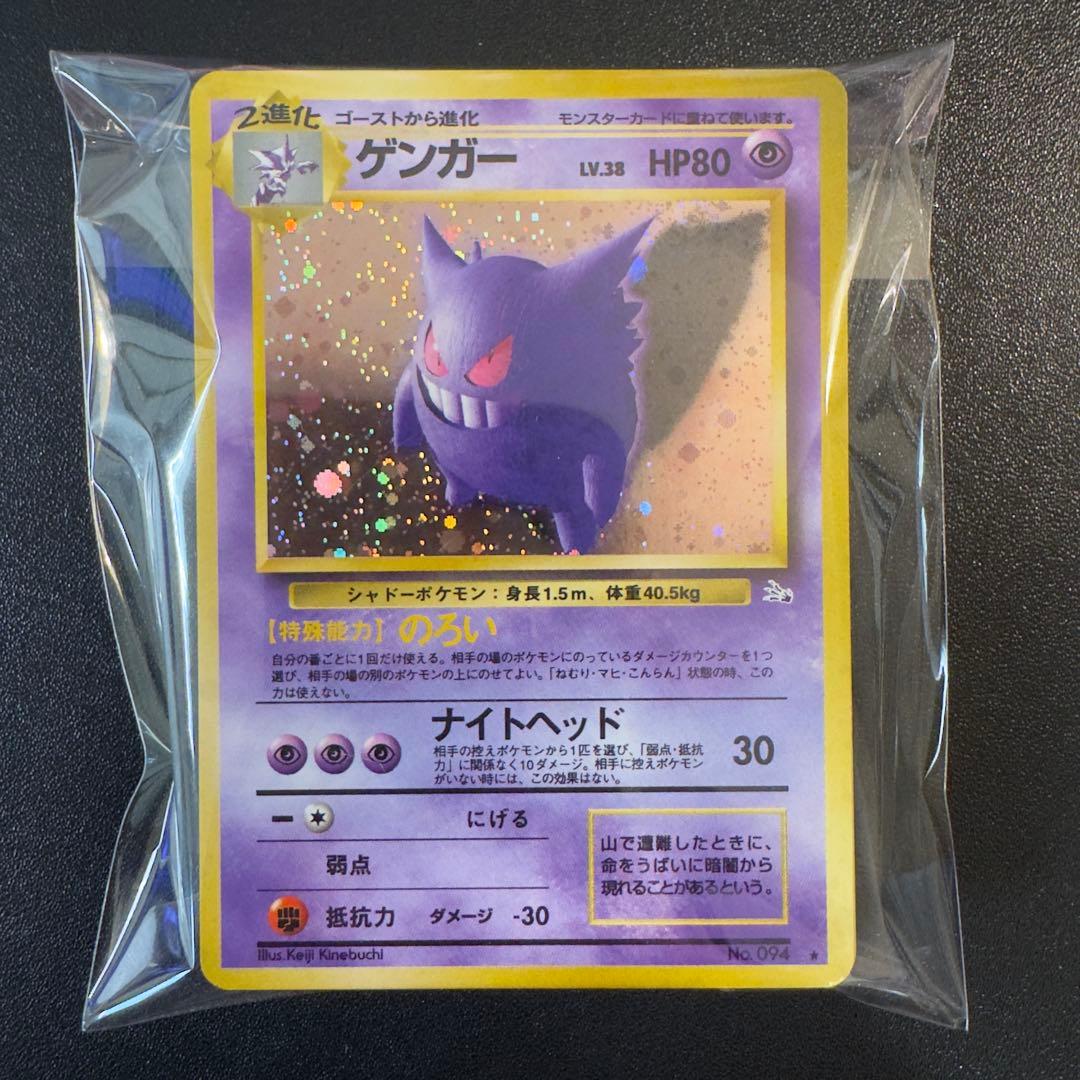 2進化 ゴーストから進化 モンスターカードに重ねて使います。
ゲンガー LV.38 HP80
シャドーポケモン：身長1.5m、体重40.5kg
【特殊能力】 のろい
自分の番ごとに1回だけ使える。相手の場のポケモンにのっているダメージカウンターを1つ
選び、相手の場の別のポケモンの上にのせてよい。「ねむり・マヒ・こんらん」状態の時、この
力は使えない。
ナイトヘッド
相手の控えポケモンから1匹を選び、「弱点・抵抗
力」に関係なく10ダメージ。相手に控えポケモン
がいない時には、この効果はない。
30
ー にげる
弱点
抵抗力 ダメージ -30
山で遭難したときに、
命をうばいに暗闇から
現れることがあるという。
Illus.Keiji Kinebuchi No.094 ★